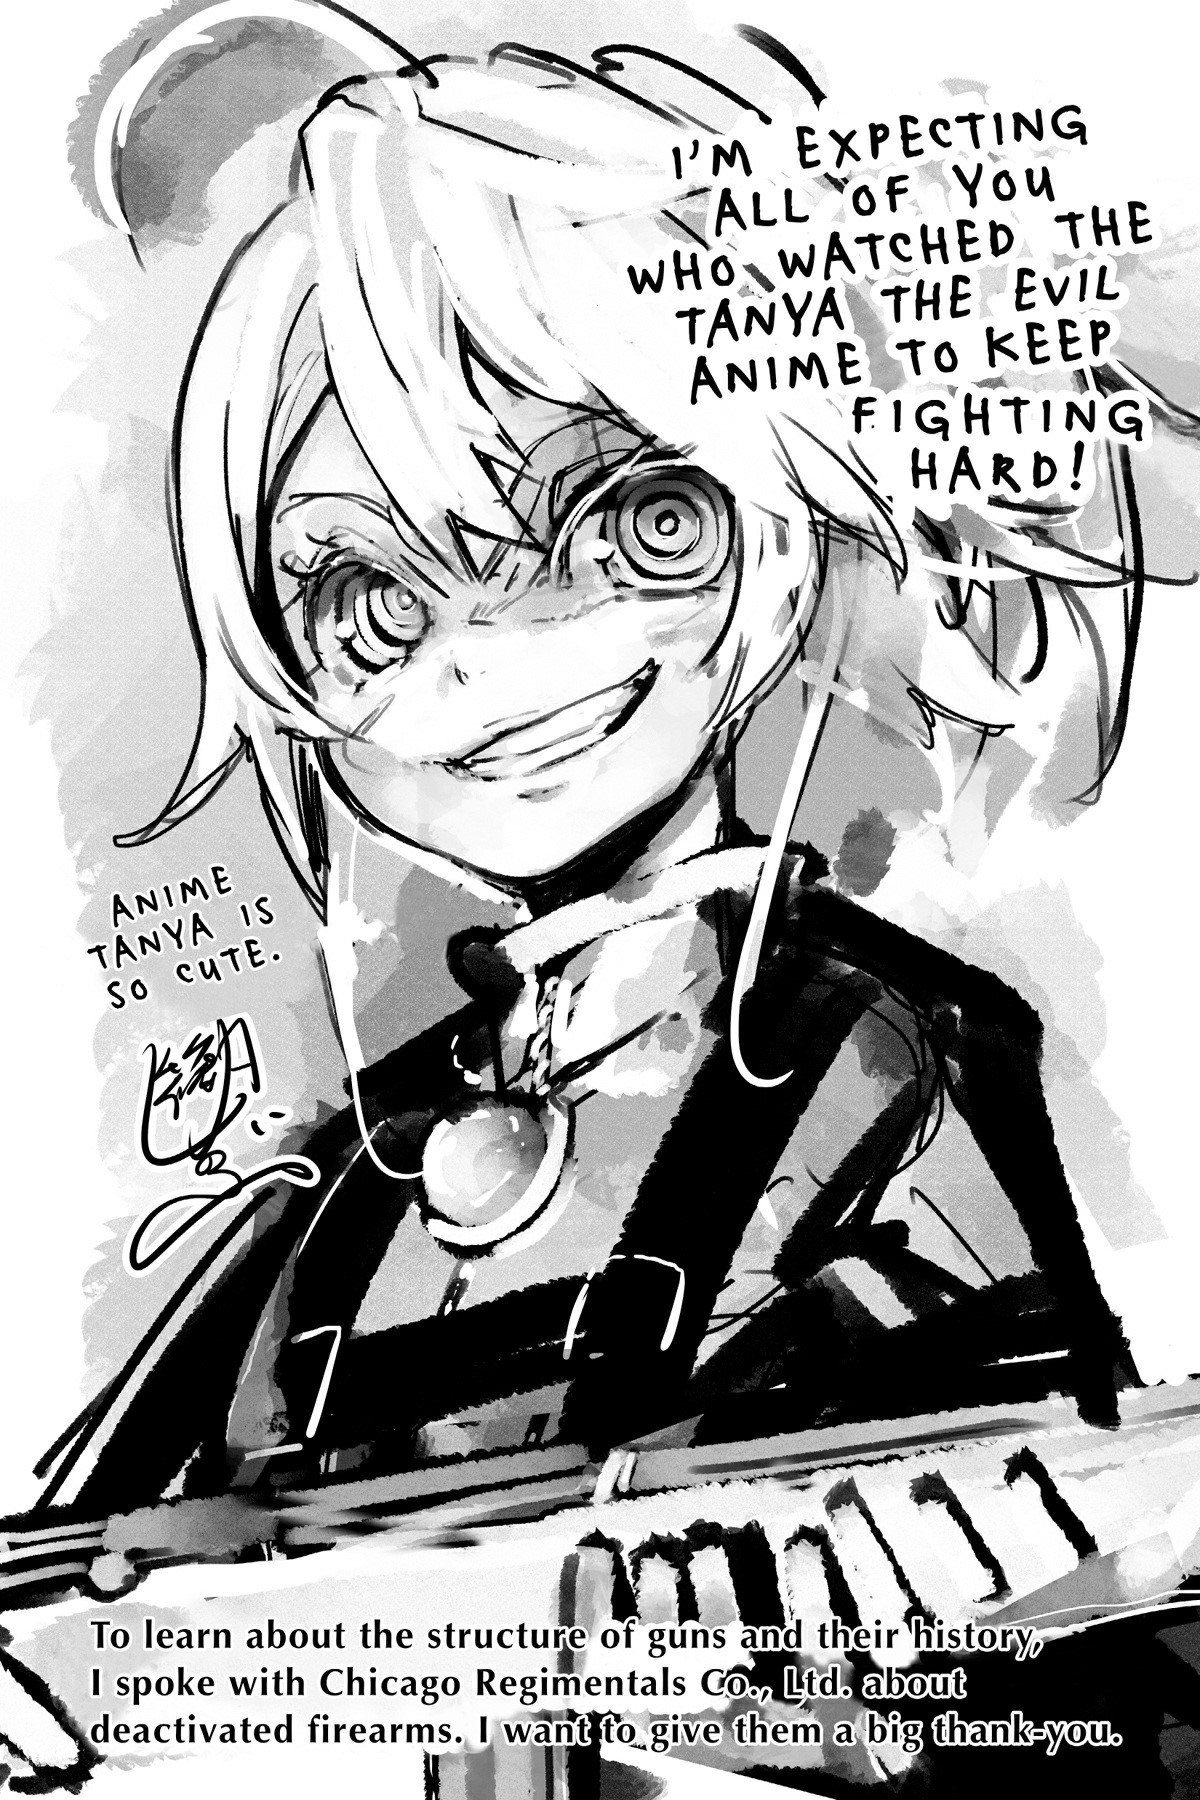 I'M EXPECTING
ALL OF YOU
WHO WATCHED THE
TANYA THE EVIL
ANIME TO KEEP
FIGHTING
HARD!
ANIME
TANYA IS
SO CUTE.
To learn about the structure of guns and their history,
I spoke with Chicago Regimentals Co., Ltd. about
deactivated firearms. I want to give them a big thank-you.